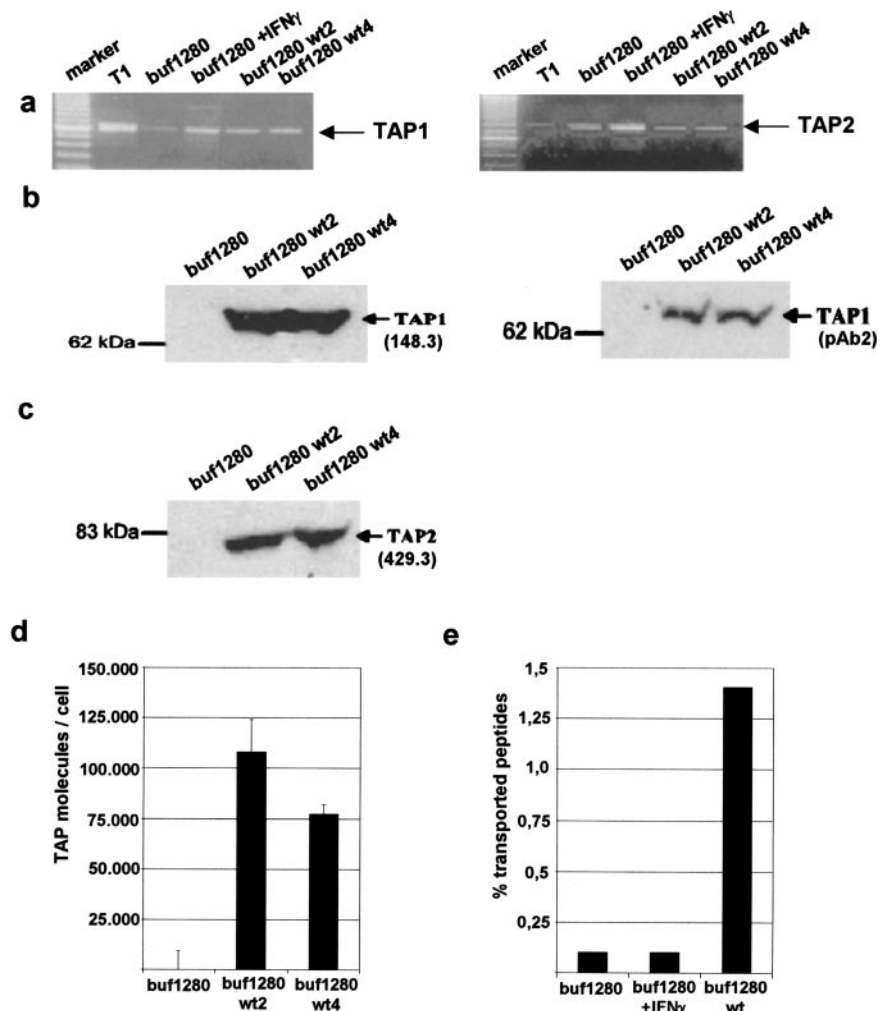 a
marker
T1
buf1280
buf1280 +IFNγ
buf1280 wt2
buf1280 wt4
TAP1
marker
T1
buf1280
buf1280 +IFNγ
buf1280 wt2
buf1280 wt4
TAP2
b
buf1280
buf1280 wt2
buf1280 wt4
62 kDa
TAP1
(148.3)
buf1280
buf1280 wt2
buf1280 wt4
62 kDa
TAP1
(pAb2)
c
buf1280
buf1280 wt2
buf1280 wt4
83 kDa
TAP2
(429.3)
d
TAP molecules / cell
150.000
125.000
100.000
75.000
50.000
25.000
buf1280
buf1280
wt2
buf1280
wt4
e
% transported peptides
1,5
1,25
1,0
0,75
0,5
0,25
buf1280
buf1280
+IFNγ
buf1280
wt